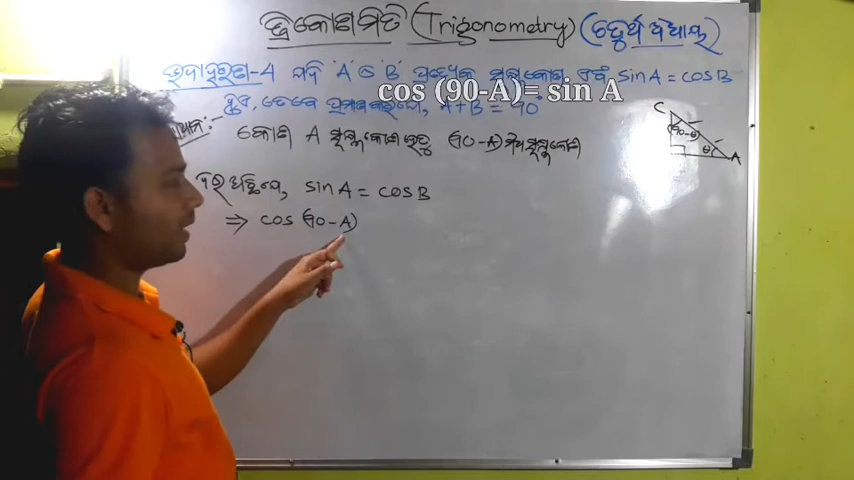 ତ୍ରିକୋଣମିତି (Trigonometry) (ଚତୁର୍ଥ ଅଧ୍ୟାୟ)
ଉଦାହରଣ-4 ଯଦି 'A' ଓ 'B' ପ୍ରତ୍ୟେକ ସୂକ୍ଷ୍ମକୋଣ ଏବଂ sin A = cos B
cos (90-A)= sin A
ହୁଏ, ତେବେ ପ୍ରମାଣ କରଯେ, A + B = 90°
କୋଣ A ସୂକ୍ଷ୍ମକୋଣ ହେତୁ (90-A) ମଧ୍ୟ ସୂକ୍ଷ୍ମକୋଣ
C
(90-θ)
θ A
ଦତ୍ତ ଅଛି ଯେ, sin A = cos B
⇒ cos (90-A)